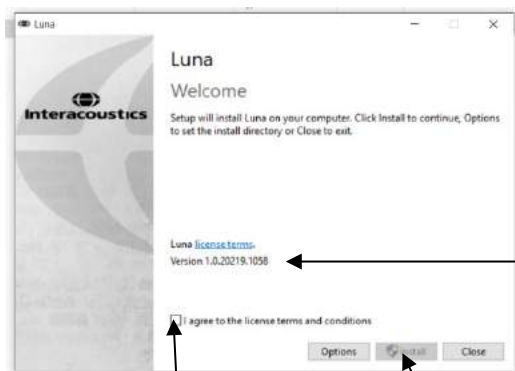 Luna
Luna
Welcome
Interacoustics
Setup will install Luna on your computer. Click Install to continue, Options
to set the install directory or Close to exit.
Luna license terms.
Version 1.0.20219.1058
I agree to the license terms and conditions
Options
Install
Close